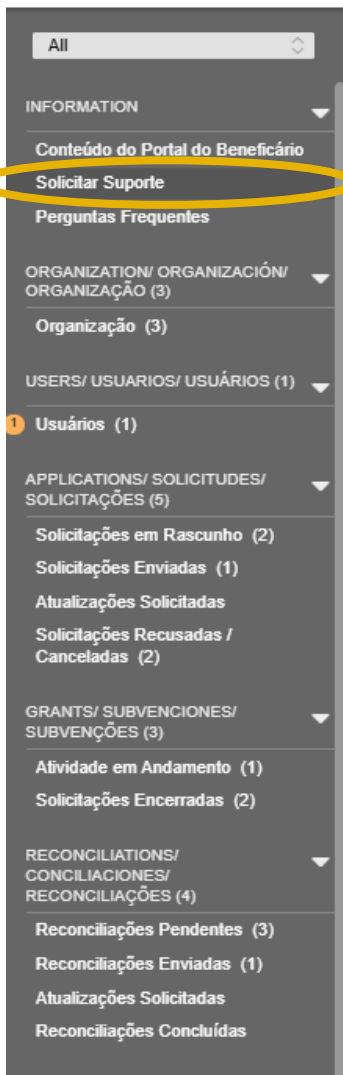 All
INFORMATION
Conteúdo do Portal do Beneficário
Solicitar Suporte
Perguntas Frequentes
ORGANIZATION/ ORGANIZACIÓN/
ORGANIZAÇÃO (3)
Organização (3)
USERS/ USUARIOS/ USUÁRIOS (1)
1 Usuários (1)
APPLICATIONS/ SOLICITUDES/
SOLICITAÇÕES (5)
Solicitações em Rascunho (2)
Solicitações Enviadas (1)
Atualizações Solicitadas
Solicitações Recusadas /
Canceladas (2)
GRANTS/ SUBVENCIONES/
SUBVENÇÕES (3)
Atividade em Andamento (1)
Solicitações Encerradas (2)
RECONCILIATIONS/
CONCILIACIONES/
RECONCILIAÇÕES (4)
Reconciliações Pendentes (3)
Reconciliações Enviadas (1)
Atualizações Solicitadas
Reconciliações Concluídas